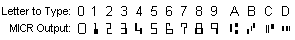 Letter to Type: 0 1 2 3 4 5 6 7 8 9 A B C D
MICR Output: 0 1 2 3 4 5 6 7 8 9 ⑆ ⑇ ⑈ ⑉